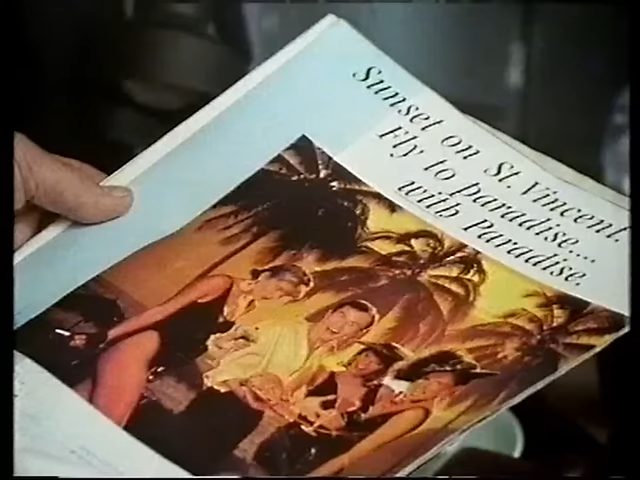 Sunset on St. Vincent.
Fly to paradise...
with Paradise.